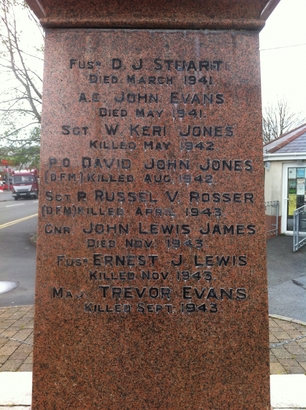 FUSR D. J. STUART
DIED MARCH 1941
A.C. JOHN EVANS
DIED MAY 1941.
SGT W. KERI JONES
KILLED MAY 1942
P.O DAVID JOHN JONES
(D.F.M) KILLED AUG 1942.
SGT P. RUSSEL V. ROSSER
(D.F.M) KILLED APRIL 1943
GNR JOHN LEWIS JAMES
DIED NOV. 1943
FUSR ERNEST J. LEWIS
KILLED NOV. 1943
MAJ. TREVOR EVANS
KILLED SEPT 1943